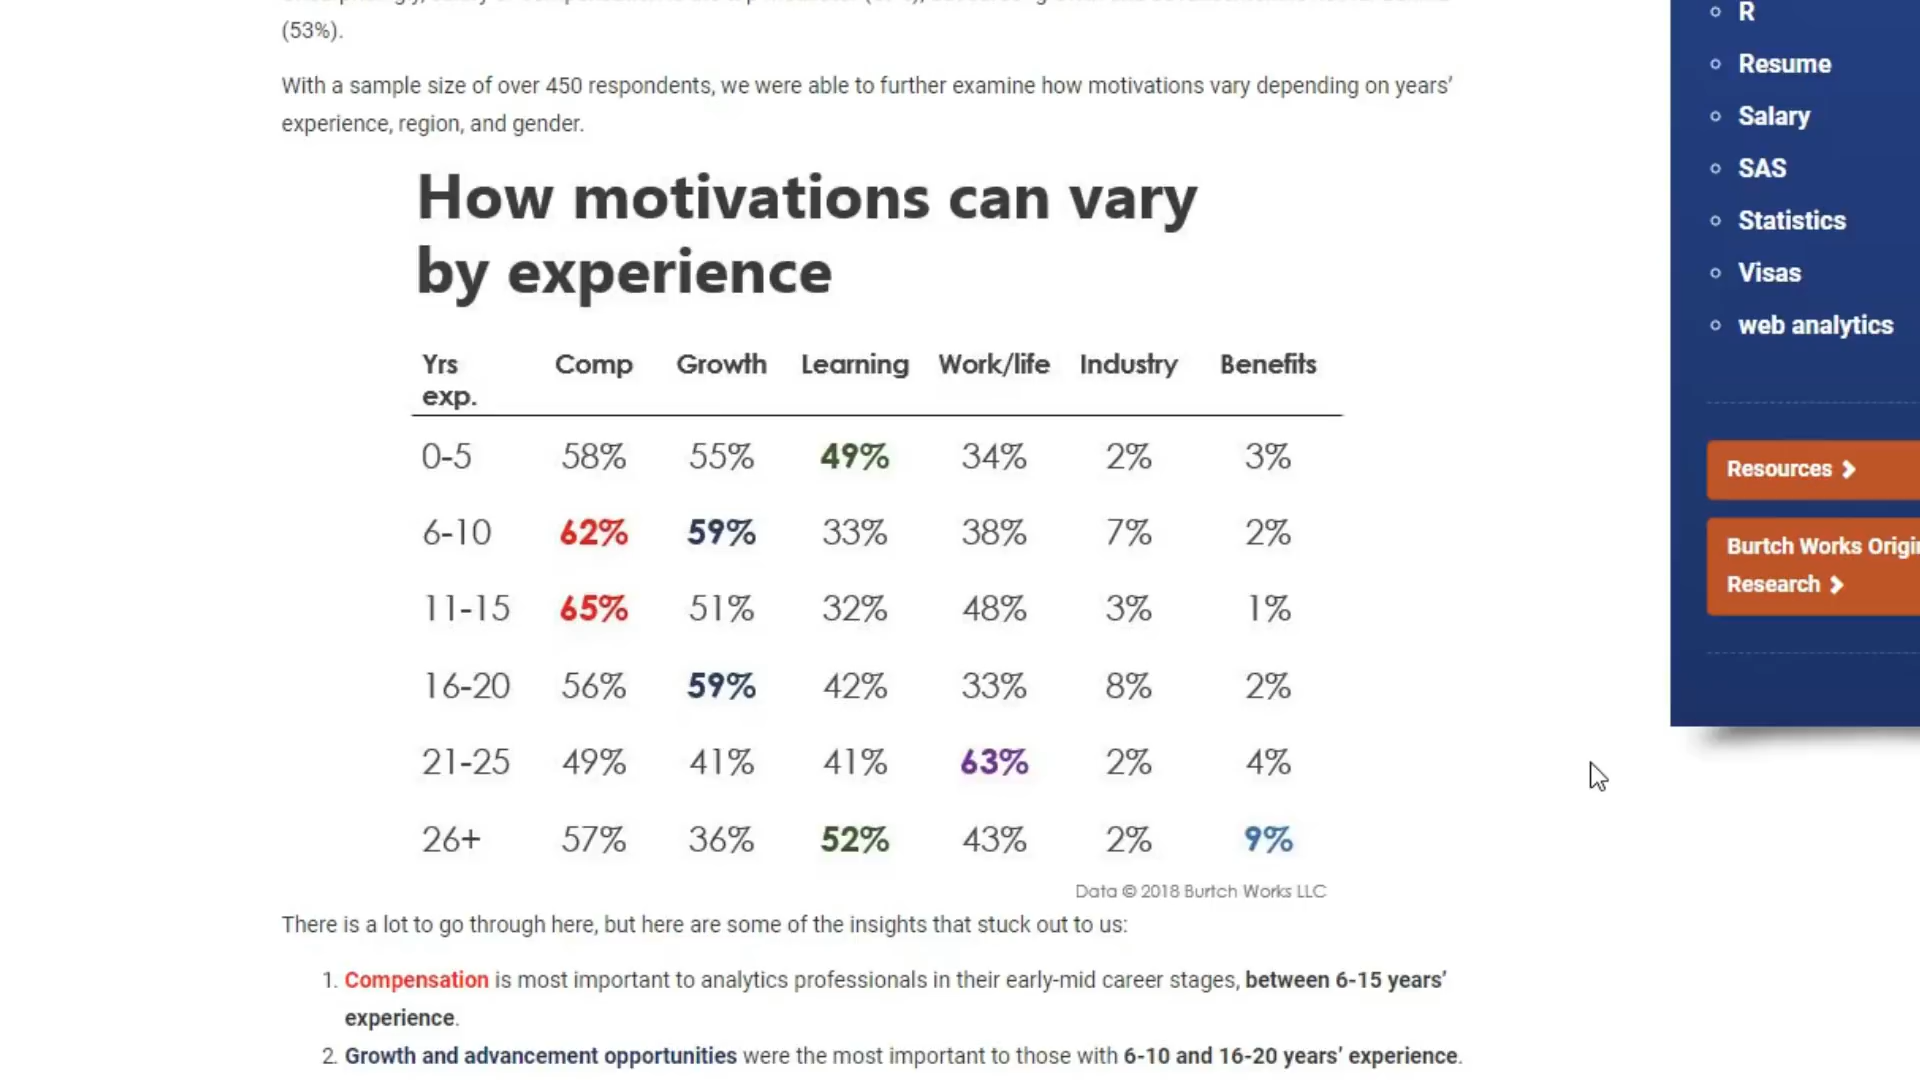 (53%).
With a sample size of over 450 respondents, we were able to further examine how motivations vary depending on years’
experience, region, and gender.
How motivations can vary
by experience
Yrs exp. Comp Growth Learning Work/life Industry Benefits
0-5 58% 55% 49% 34% 2% 3%
6-10 62% 59% 33% 38% 7% 2%
11-15 65% 51% 32% 48% 3% 1%
16-20 56% 59% 42% 33% 8% 2%
21-25 49% 41% 41% 63% 2% 4%
26+ 57% 36% 52% 43% 2% 9%
Data © 2018 Burtch Works LLC
There is a lot to go through here, but here are some of the insights that stuck out to us:
1. Compensation is most important to analytics professionals in their early-mid career stages, between 6-15 years’
experience.
2. Growth and advancement opportunities were the most important to those with 6-10 and 16-20 years’ experience.
R
Resume
Salary
SAS
Statistics
Visas
web analytics
Resources
Burtch Works
Research